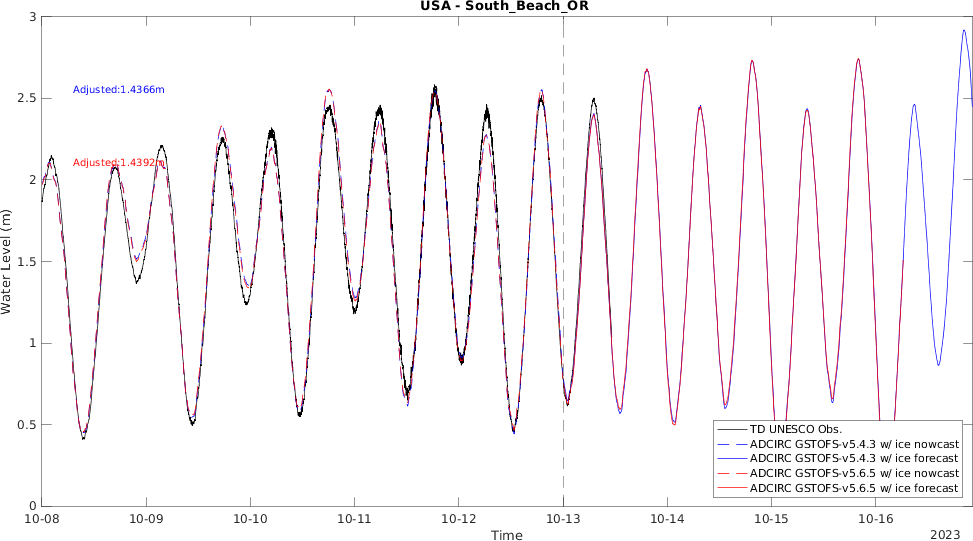 USA - South_Beach_OR
3
2.5
2
1.5
1
0.5
0
Water Level (m)
Adjusted:1.4366m
Adjusted:1.4392m
TD UNESCO Obs.
ADCIRC GSTOFS-v5.4.3 w/ ice nowcast
ADCIRC GSTOFS-v5.4.3 w/ ice forecast
ADCIRC GSTOFS-v5.6.5 w/ ice nowcast
ADCIRC GSTOFS-v5.6.5 w/ ice forecast
10-08 10-09 10-10 10-11 10-12 10-13 10-14 10-15 10-16
Time
2023